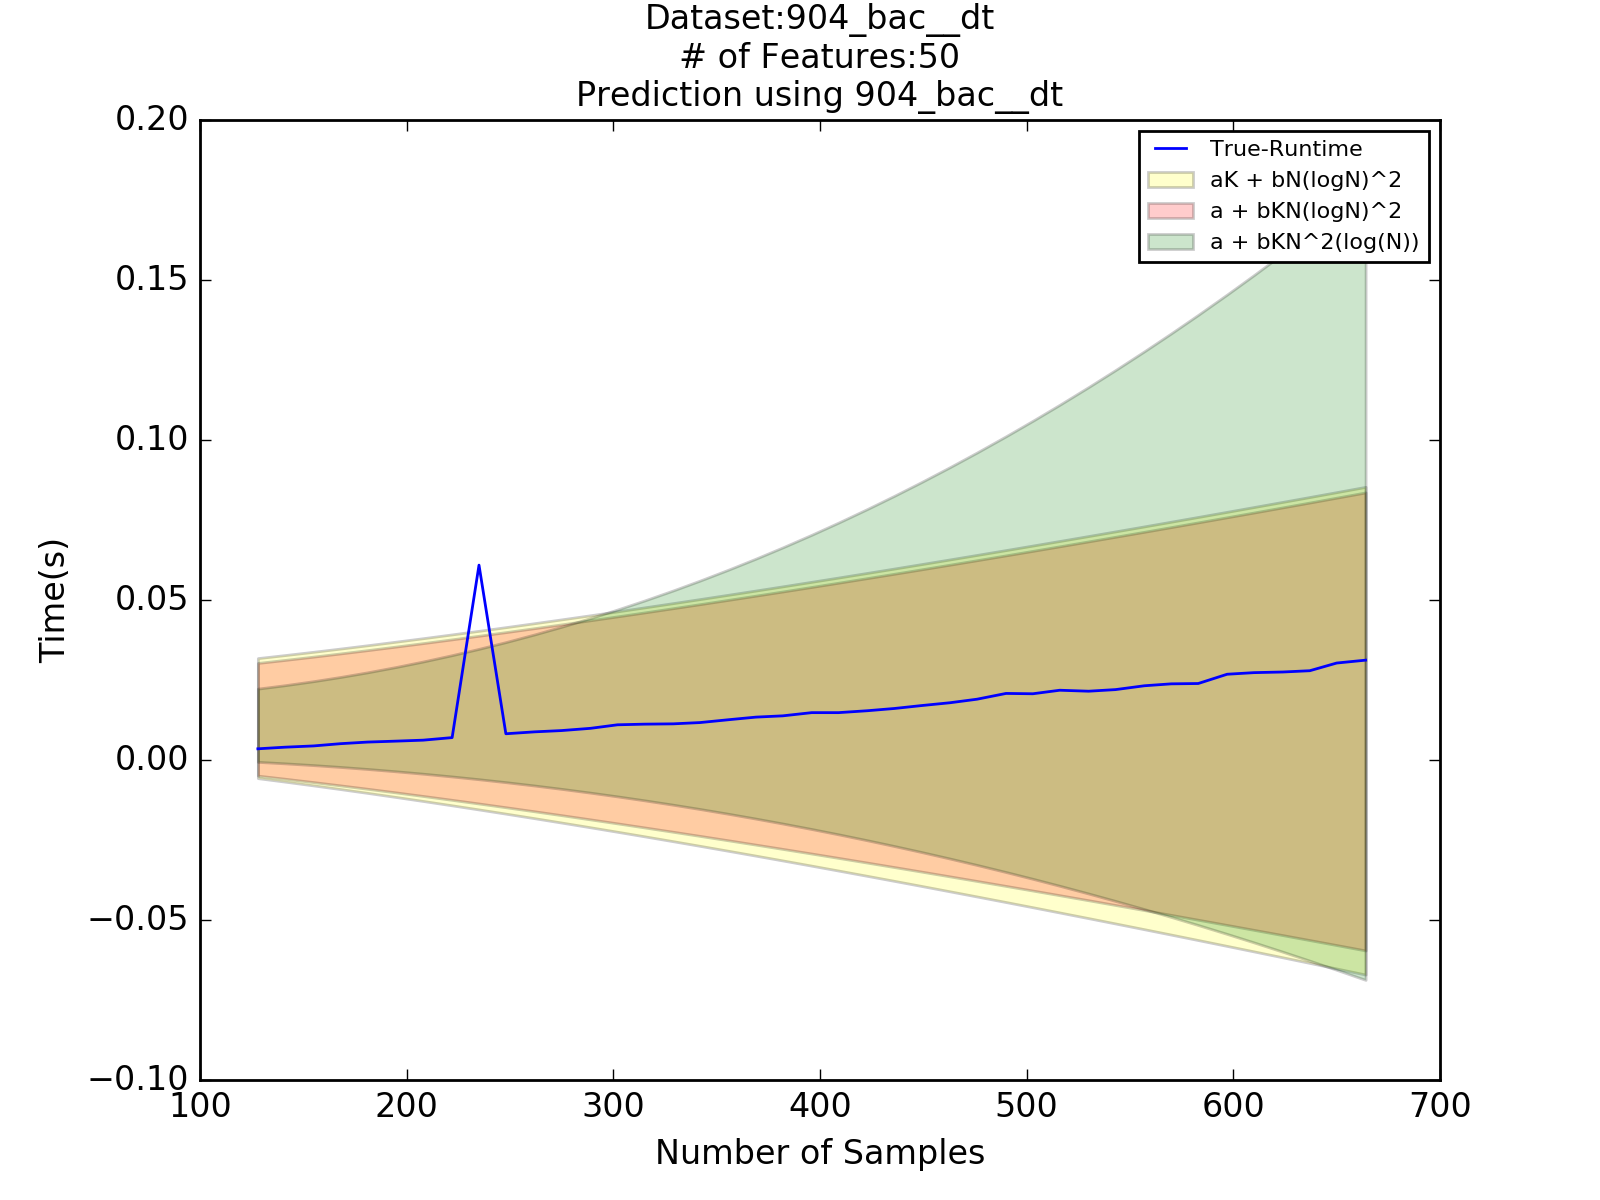 Dataset:904_bac__dt
# of Features:50
Prediction using 904_bac__dt
0.20
0.15
0.10
0.05
0.00
−0.05
−0.10
Time(s)
True-Runtime
aK + bN(logN)^2
a + bKN(logN)^2
a + bKN^2(log(N))
100 200 300 400 500 600 700
Number of Samples